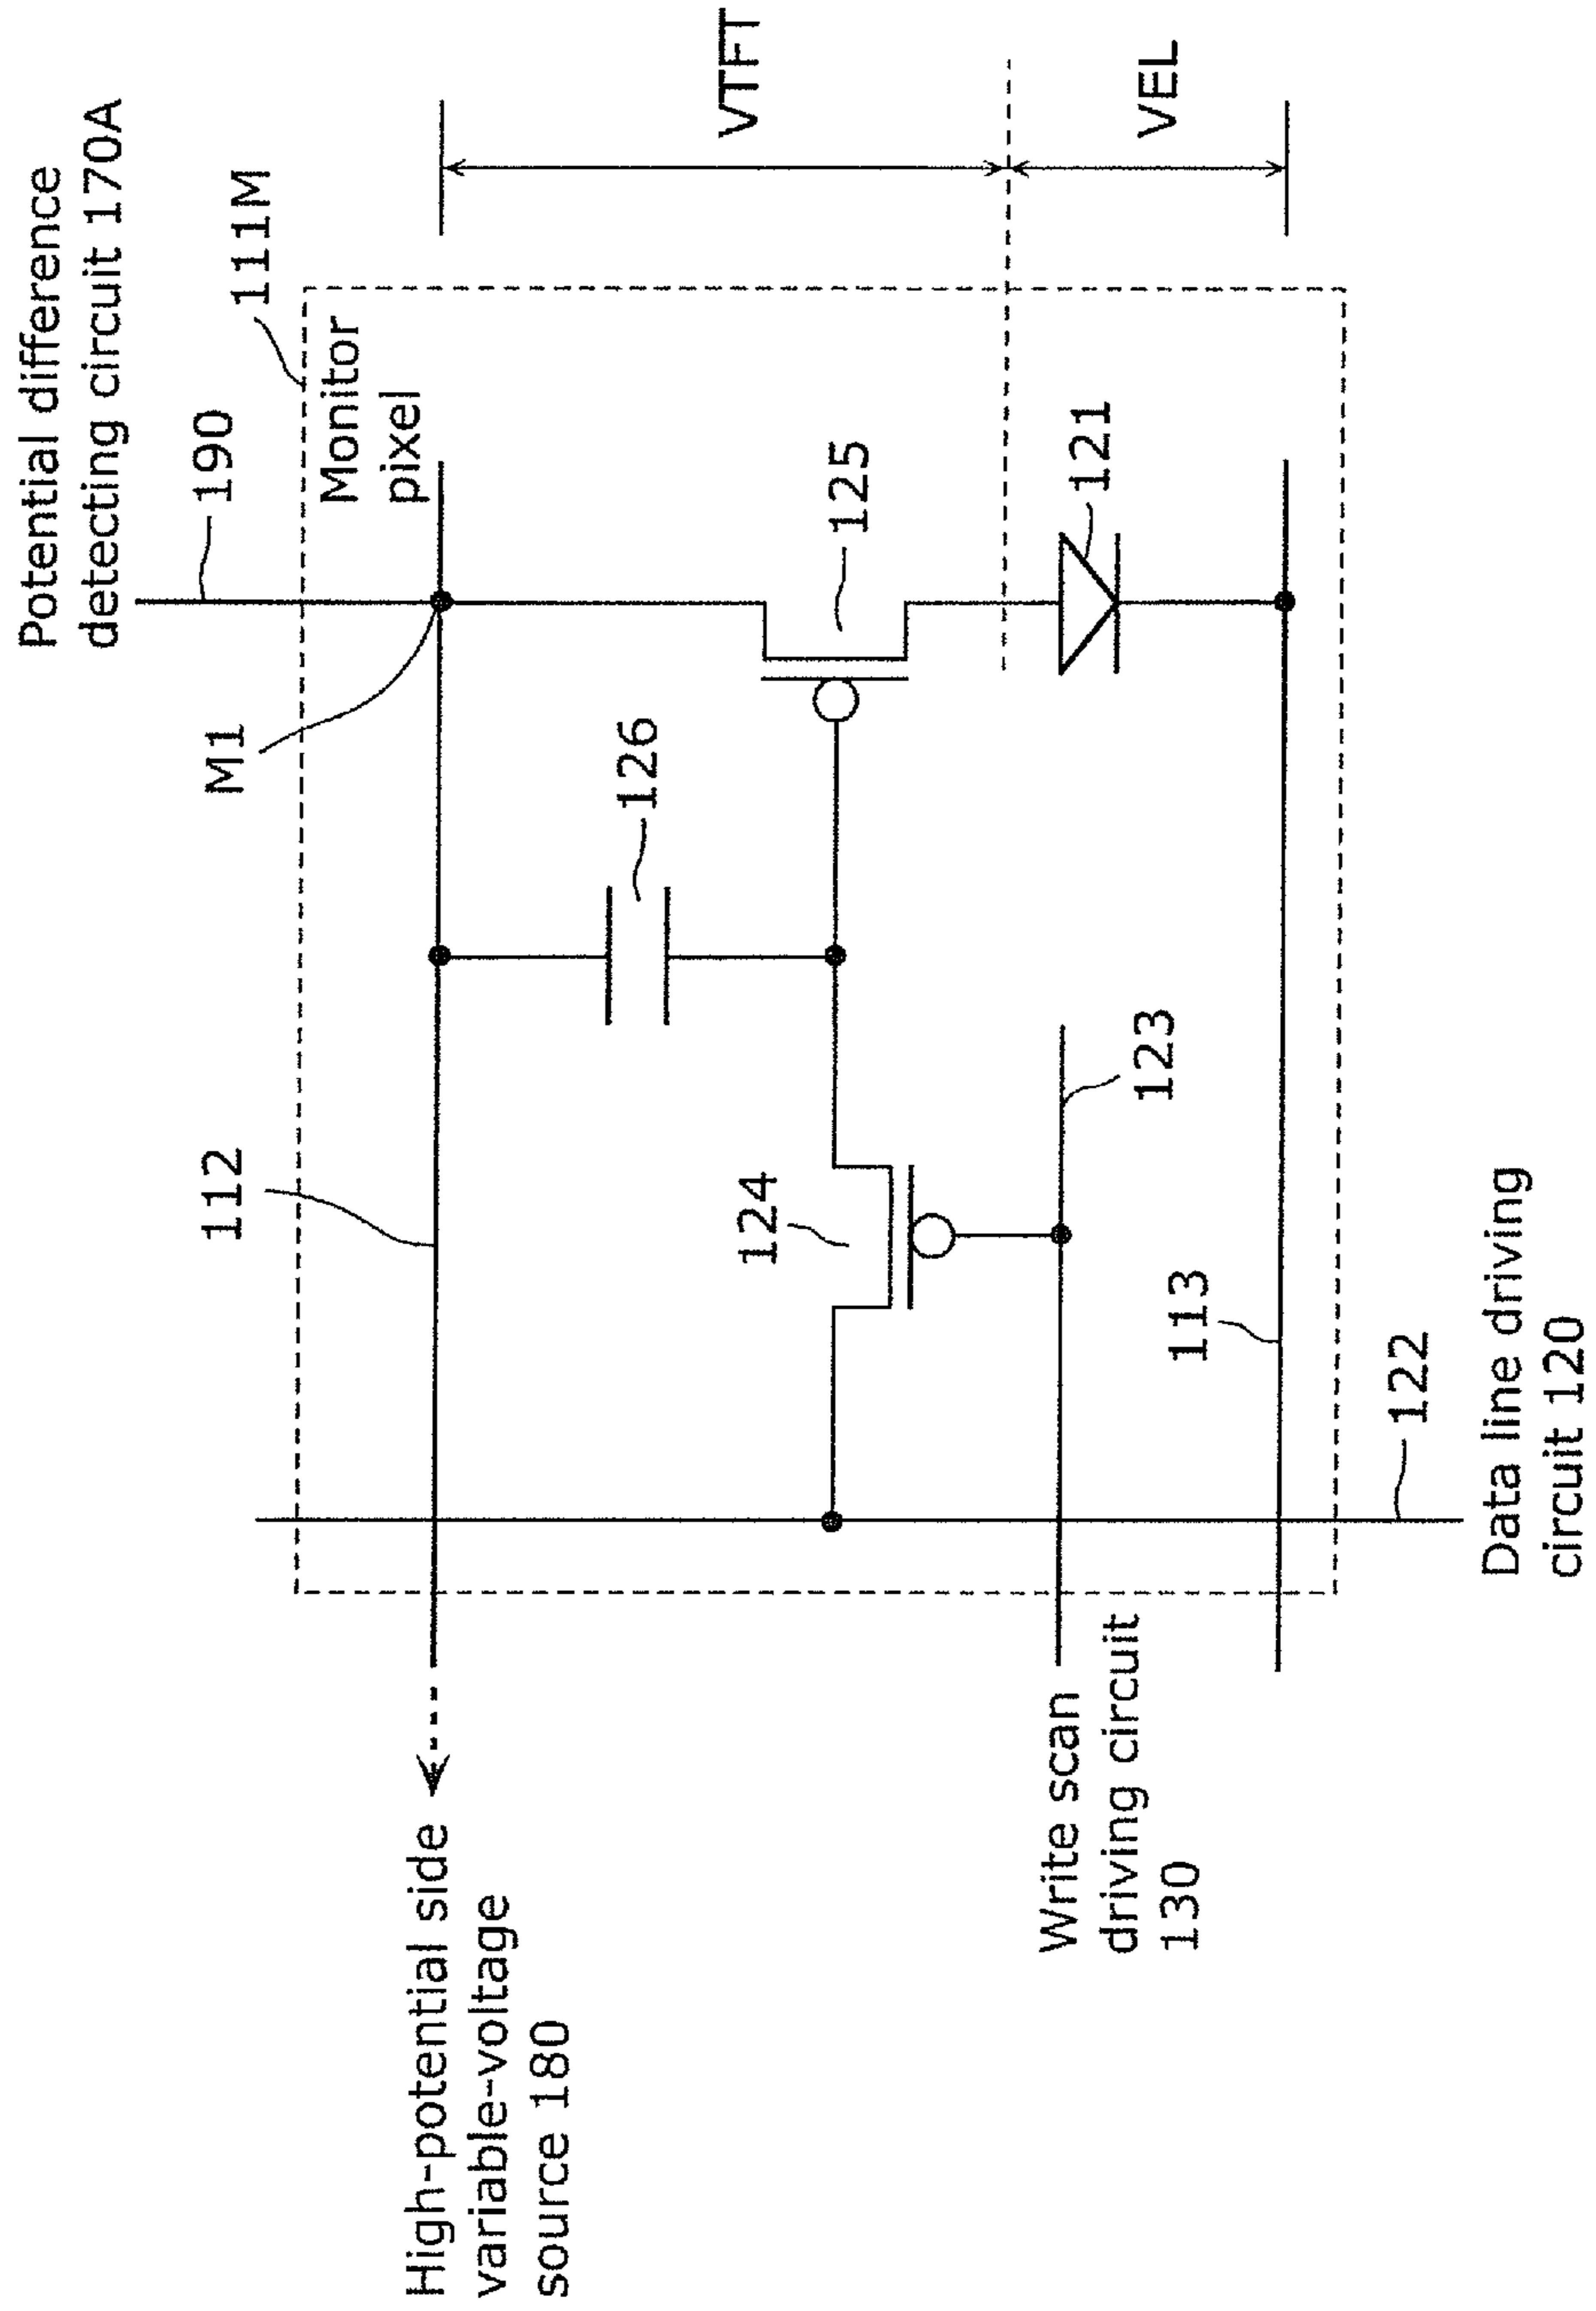 Potential difference
detecting circuit 170A
190
111M
M1
Monitor
pixel
112
126
125
VTFT
124
123
121
VEL
113
122
High-potential side
variable-voltage
source 180
Write scan
driving circuit
130
Data line driving
circuit 120